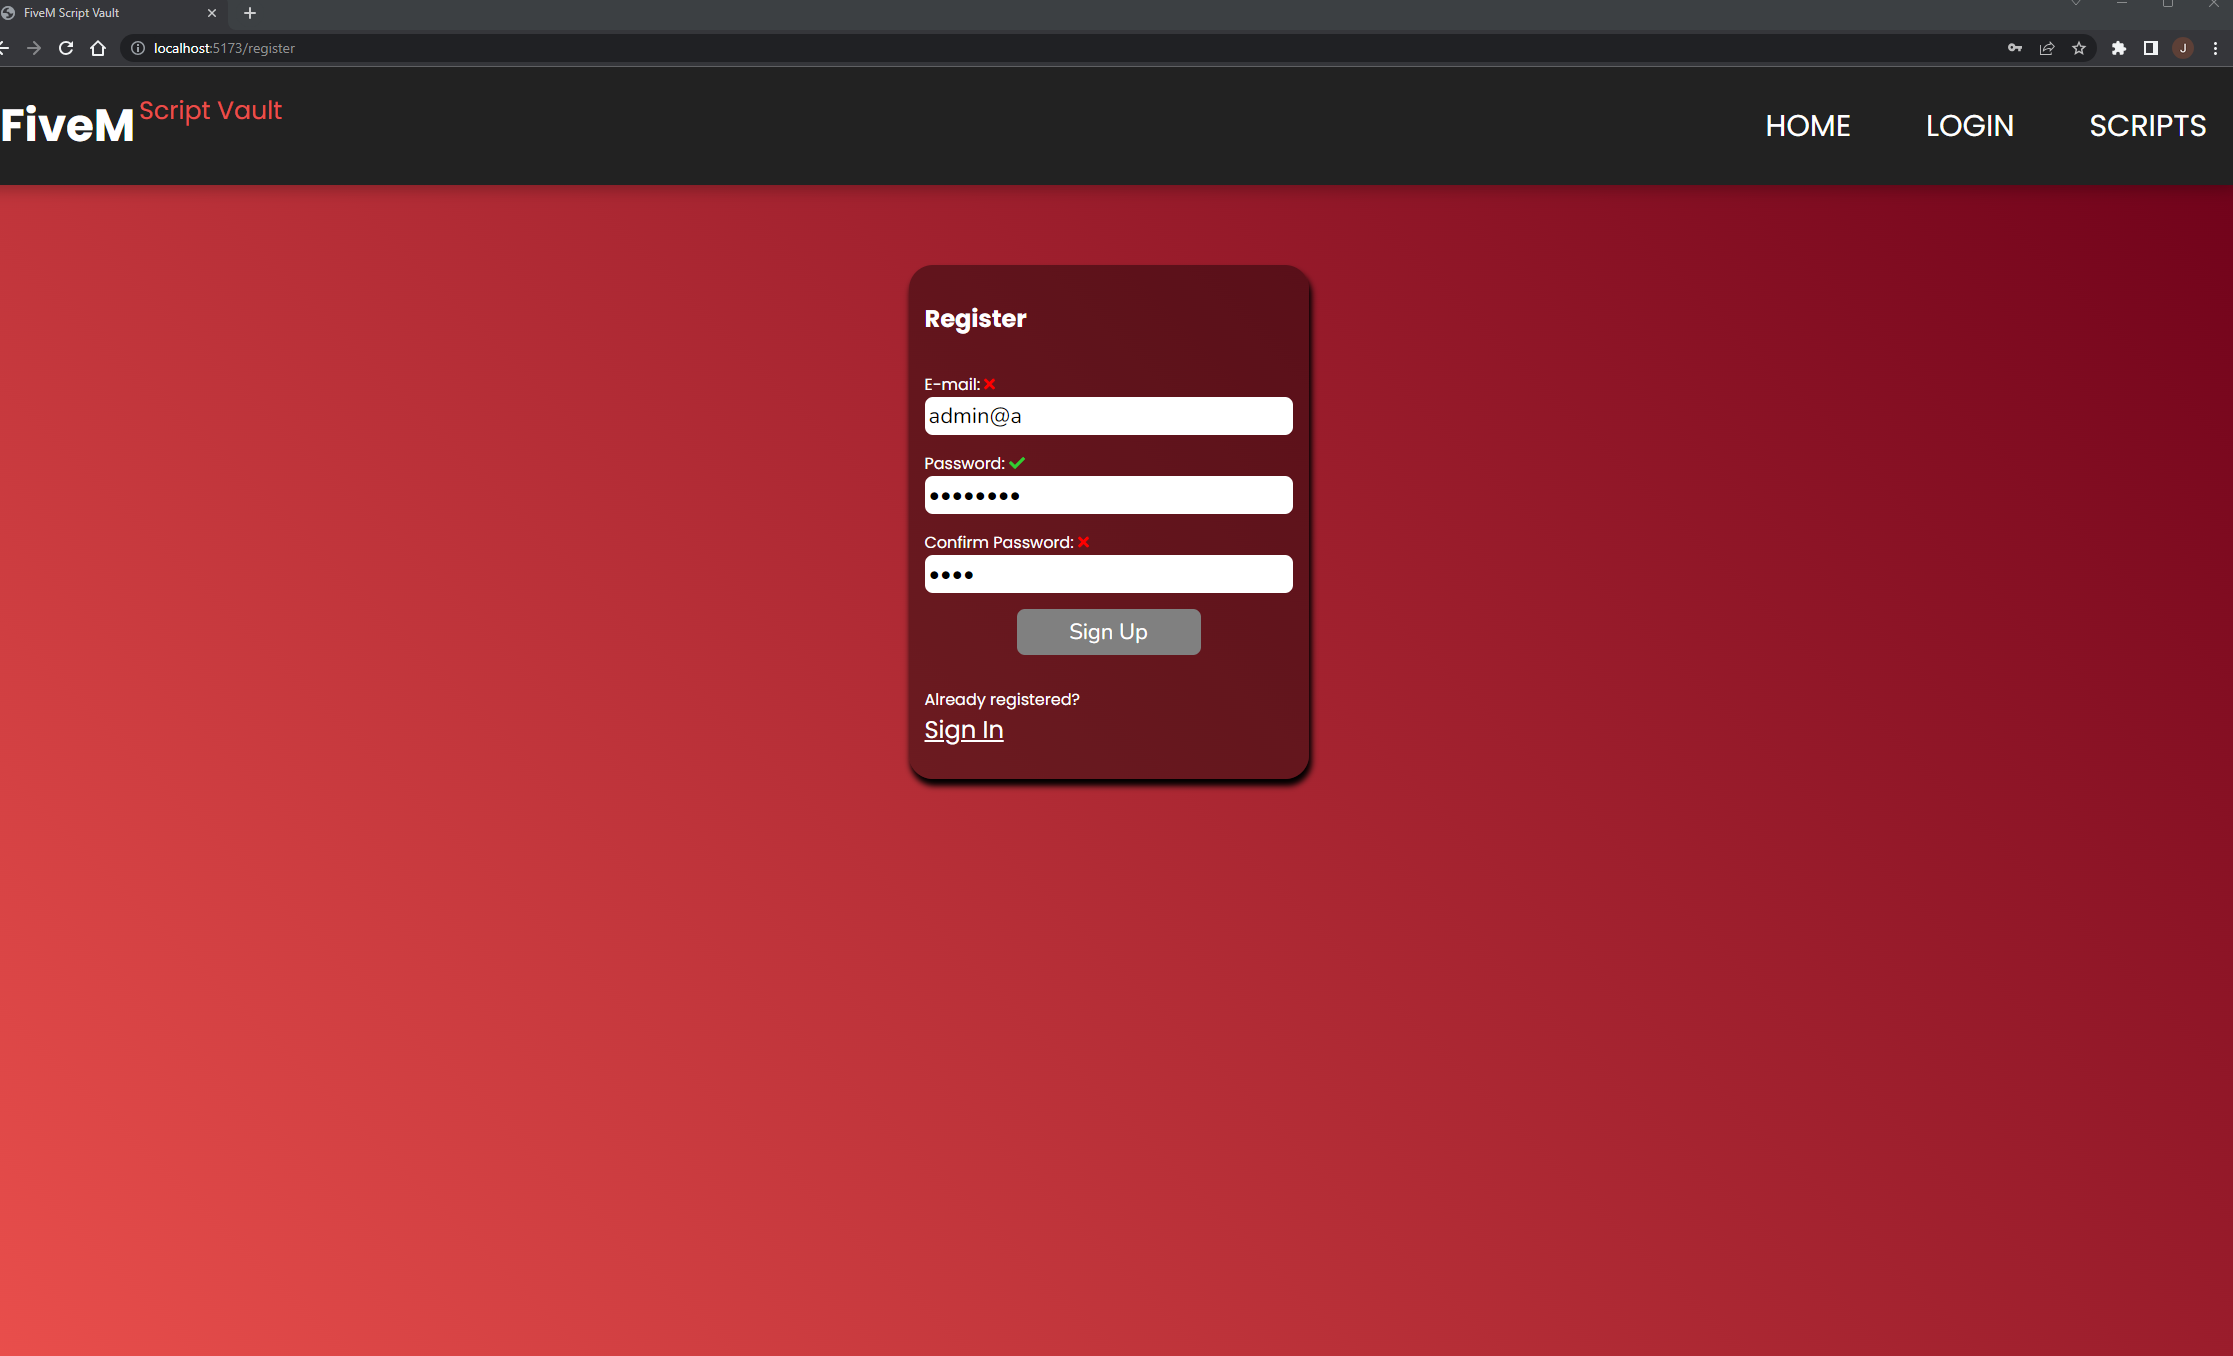 FiveM Script Vault
localhost:5173/register
J
FiveM Script Vault
HOME LOGIN SCRIPTS
Register
E-mail:
admin@a
Password:
Confirm Password:
Sign Up
Already registered?
Sign In